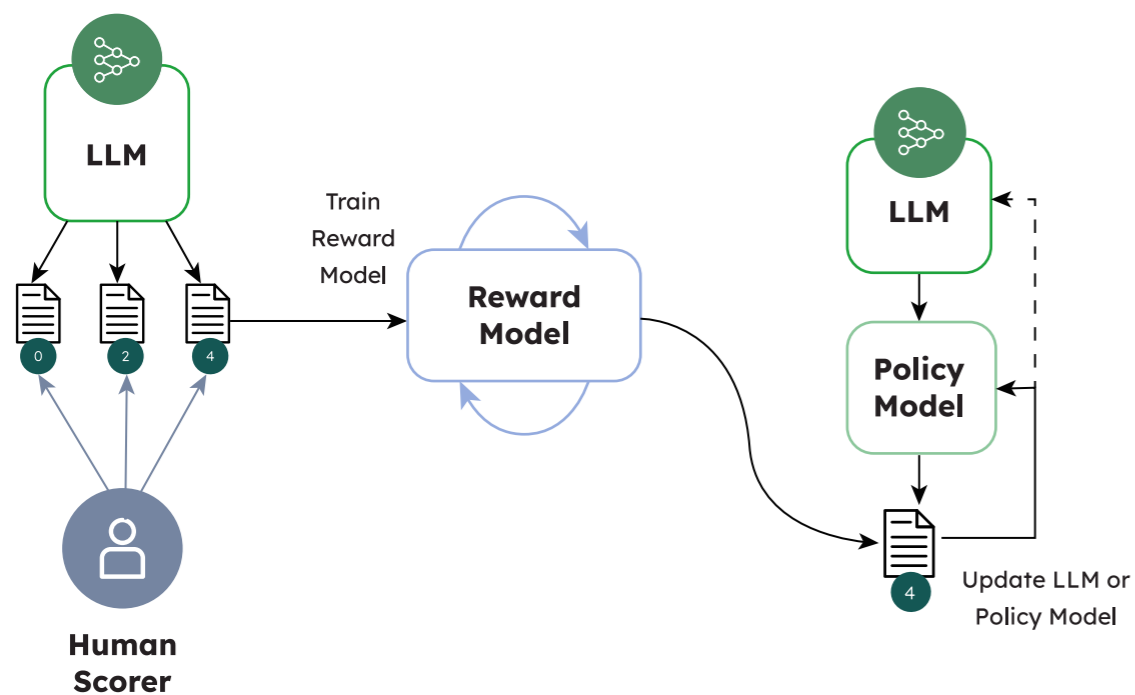 LLM
0
2
4
Human
Scorer
Train
Reward
Model
Reward
Model
LLM
Policy
Model
4
Update LLM or
Policy Model